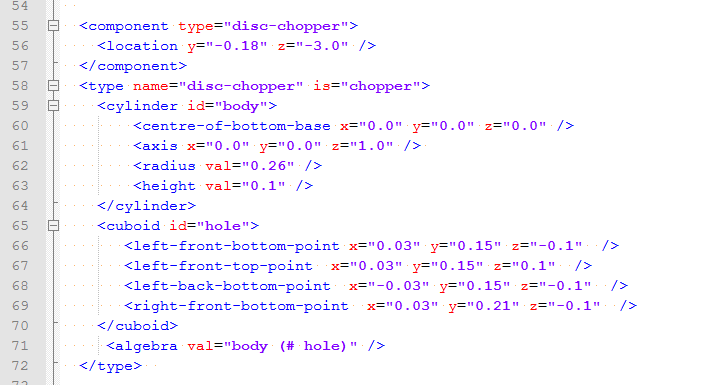 54
55 <component type="disc-chopper">
56 <location y="-0.18" z="-3.0" />
57 </component>
58 <type name="disc-chopper" is="chopper">
59 <cylinder id="body">
60 <centre-of-bottom-base x="0.0" y="0.0" z="0.0" />
61 <axis x="0.0" y="0.0" z="1.0" />
62 <radius val="0.26" />
63 <height val="0.1" />
64 </cylinder>
65 <cuboid id="hole">
66 <left-front-bottom-point x="0.03" y="0.15" z="-0.1"  />
67 <left-front-top-point  x="0.03" y="0.15" z="0.1"  />
68 <left-back-bottom-point  x="-0.03" y="0.15" z="-0.1"  />
69 <right-front-bottom-point  x="0.03" y="0.21" z="-0.1"  />
70 </cuboid>
71 <algebra val="body (# hole)" />
72 </type>